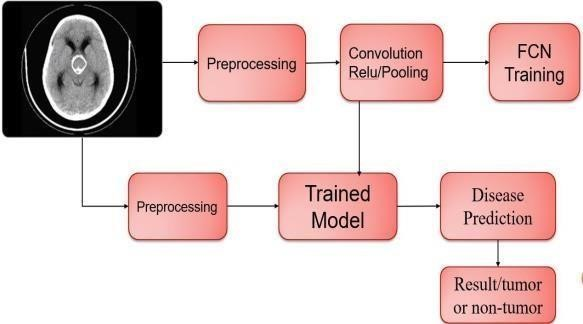 Preprocessing
Convolution
Relu/Pooling
FCN
Training
Preprocessing
Trained
Model
Disease
Prediction
Result/tumor
or non-tumor